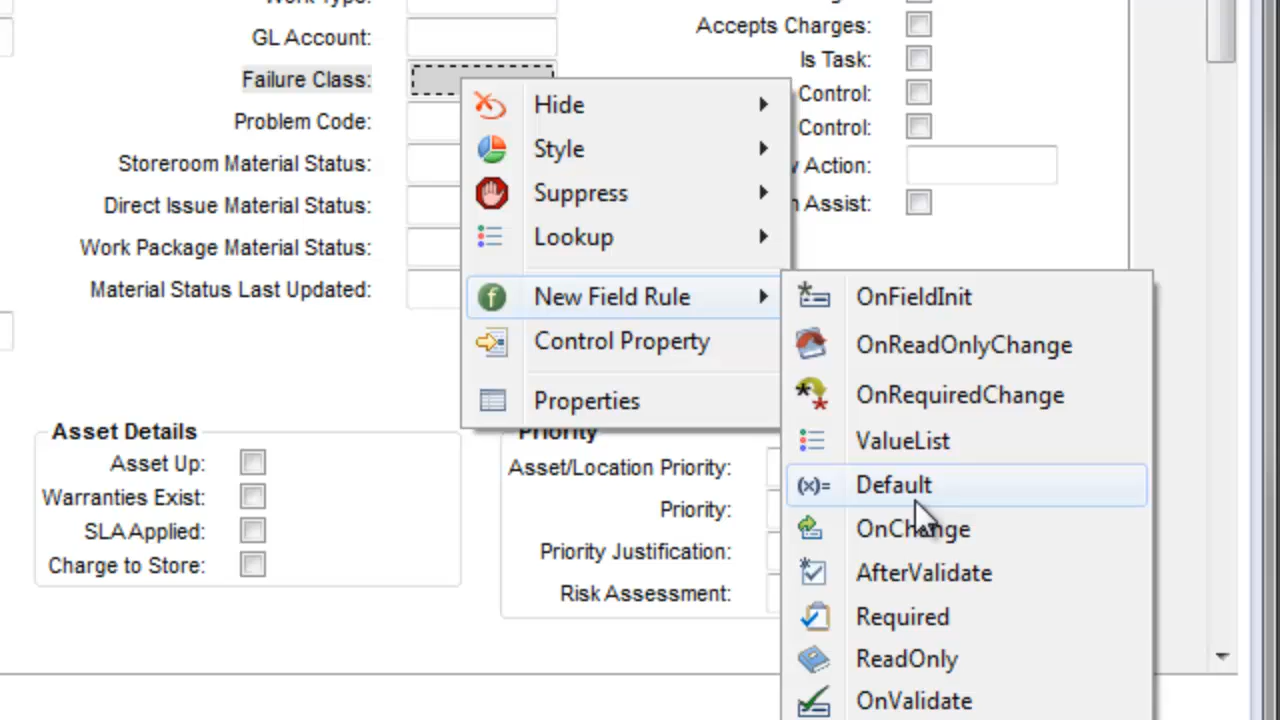 Work Type:
GL Account:
Failure Class:
Problem Code:
Storeroom Material Status:
Direct Issue Material Status:
Work Package Material Status:
Material Status Last Updated:
Accepts Charges:
Is Task:
Control:
Control:
Action:
Assist:
Hide
Style
Suppress
Lookup
New Field Rule
Control Property
Properties
OnFieldInit
OnReadOnlyChange
OnRequiredChange
ValueList
(x)= Default
OnChange
AfterValidate
Required
ReadOnly
OnValidate
Asset Details
Asset Up:
Warranties Exist:
SLA Applied:
Charge to Store:
Priority
Asset/Location Priority:
Priority:
Priority Justification:
Risk Assessment: